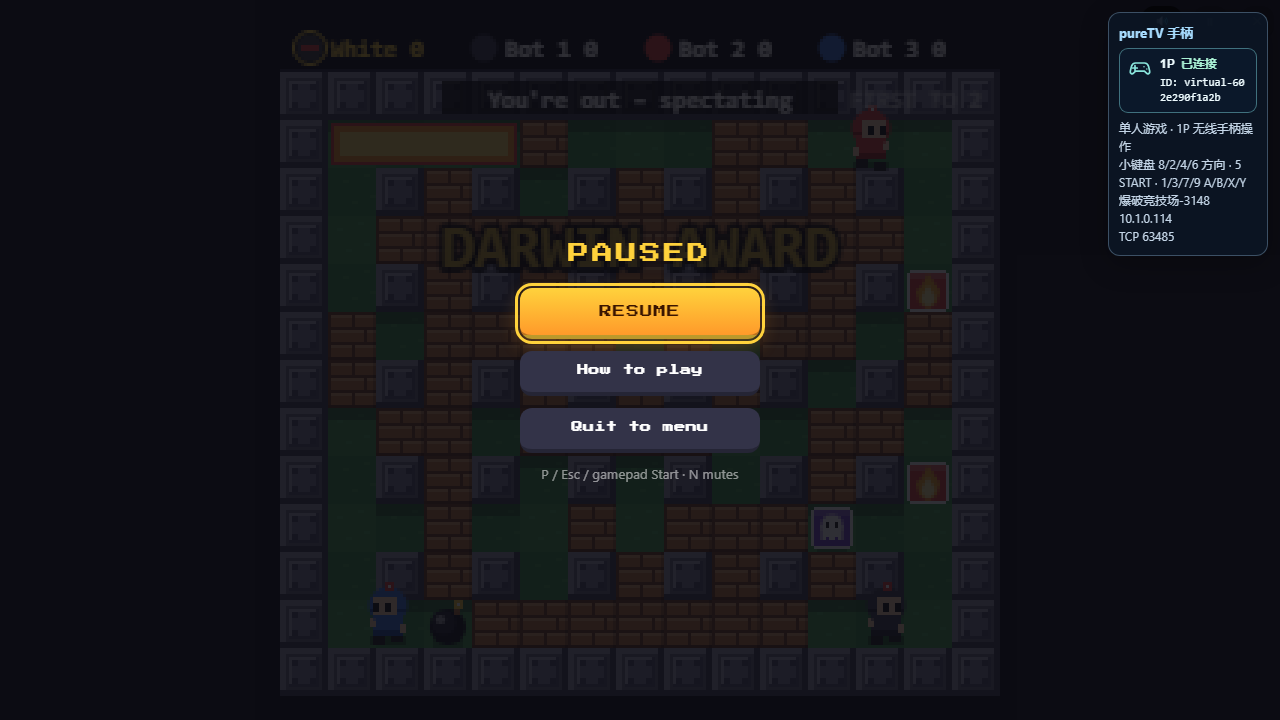 White 0
Bot 1 0
Bot 2 0
Bot 3 0
You're out - spectating
FIRST TO 2
DARWIN AWARD
PAUSED
RESUME
How to play
Quit to menu
P / Esc / gamepad Start · N mutes
pureTV 手柄
1P 已连接
ID: virtual-60
2e290f1a2b
单人游戏 · 1P 无线手柄操
作
小键盘 8/2/4/6 方向 · 5
START · 1/3/7/9 A/B/X/Y
爆破竞技场-3148
10.1.0.114
TCP 63485